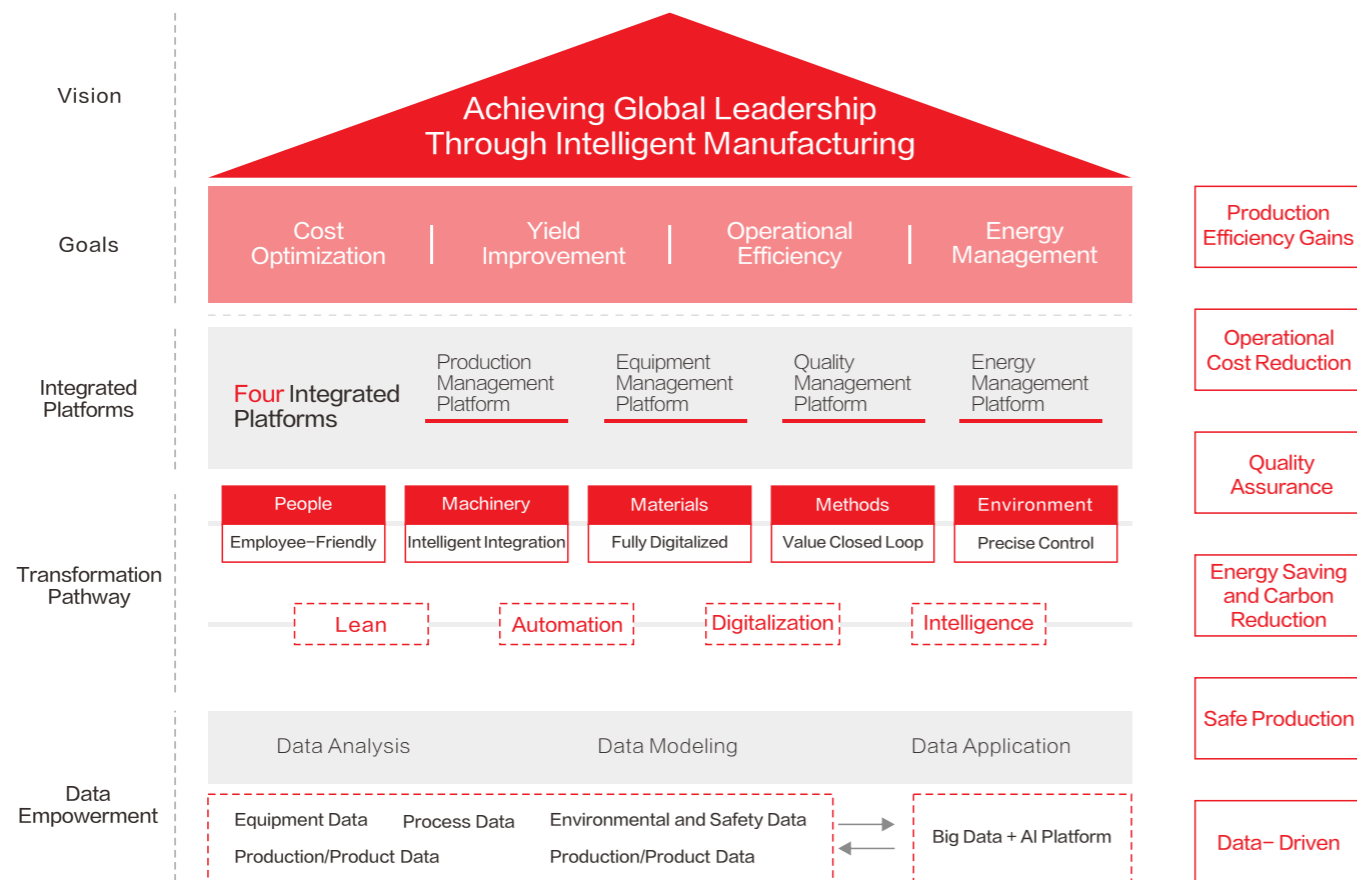 Vision
Achieving Global Leadership
Through Intelligent Manufacturing
Goals
Cost
Optimization
Yield
Improvement
Operational
Efficiency
Energy
Management
Integrated
Platforms
Four Integrated
Platforms
Production
Management
Platform
Equipment
Management
Platform
Quality
Management
Platform
Energy
Management
Platform
Transformation
Pathway
People
Employee-Friendly
Machinery
Intelligent Integration
Materials
Fully Digitalized
Methods
Value Closed Loop
Environment
Precise Control
Lean
Automation
Digitalization
Intelligence
Data
Empowerment
Data Analysis
Data Modeling
Data Application
Equipment Data
Process Data
Environmental and Safety Data
Production/Product Data
Production/Product Data
Big Data + AI Platform
Production
Efficiency Gains
Operational
Cost Reduction
Quality
Assurance
Energy Saving
and Carbon
Reduction
Safe Production
Data- Driven